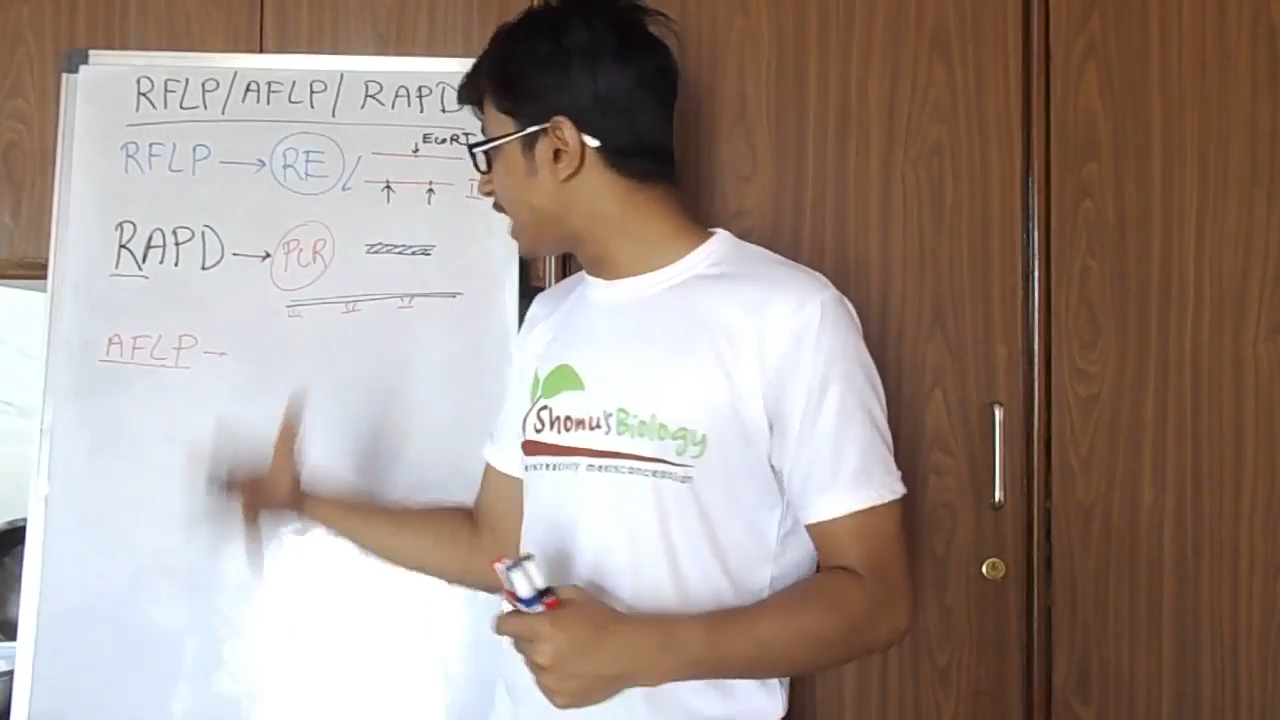 RFLP/AFLP/ RAPD
EcoRI
RFLP → RE
RAPD → PCR
AFLP →
Shomu's Biology